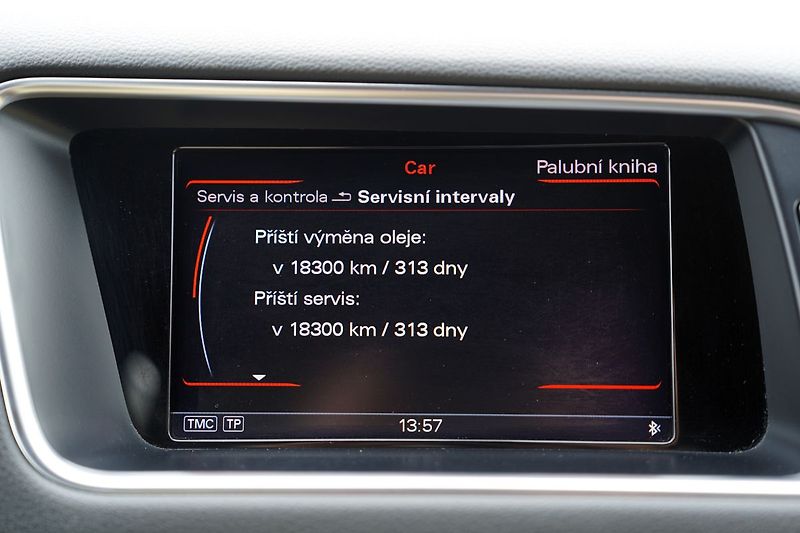 Car
Palubní kniha
Servis a kontrola Servisní intervaly
Příští výměna oleje:
v 18300 km / 313 dny
Příští servis:
v 18300 km / 313 dny
TMC TP 13:57